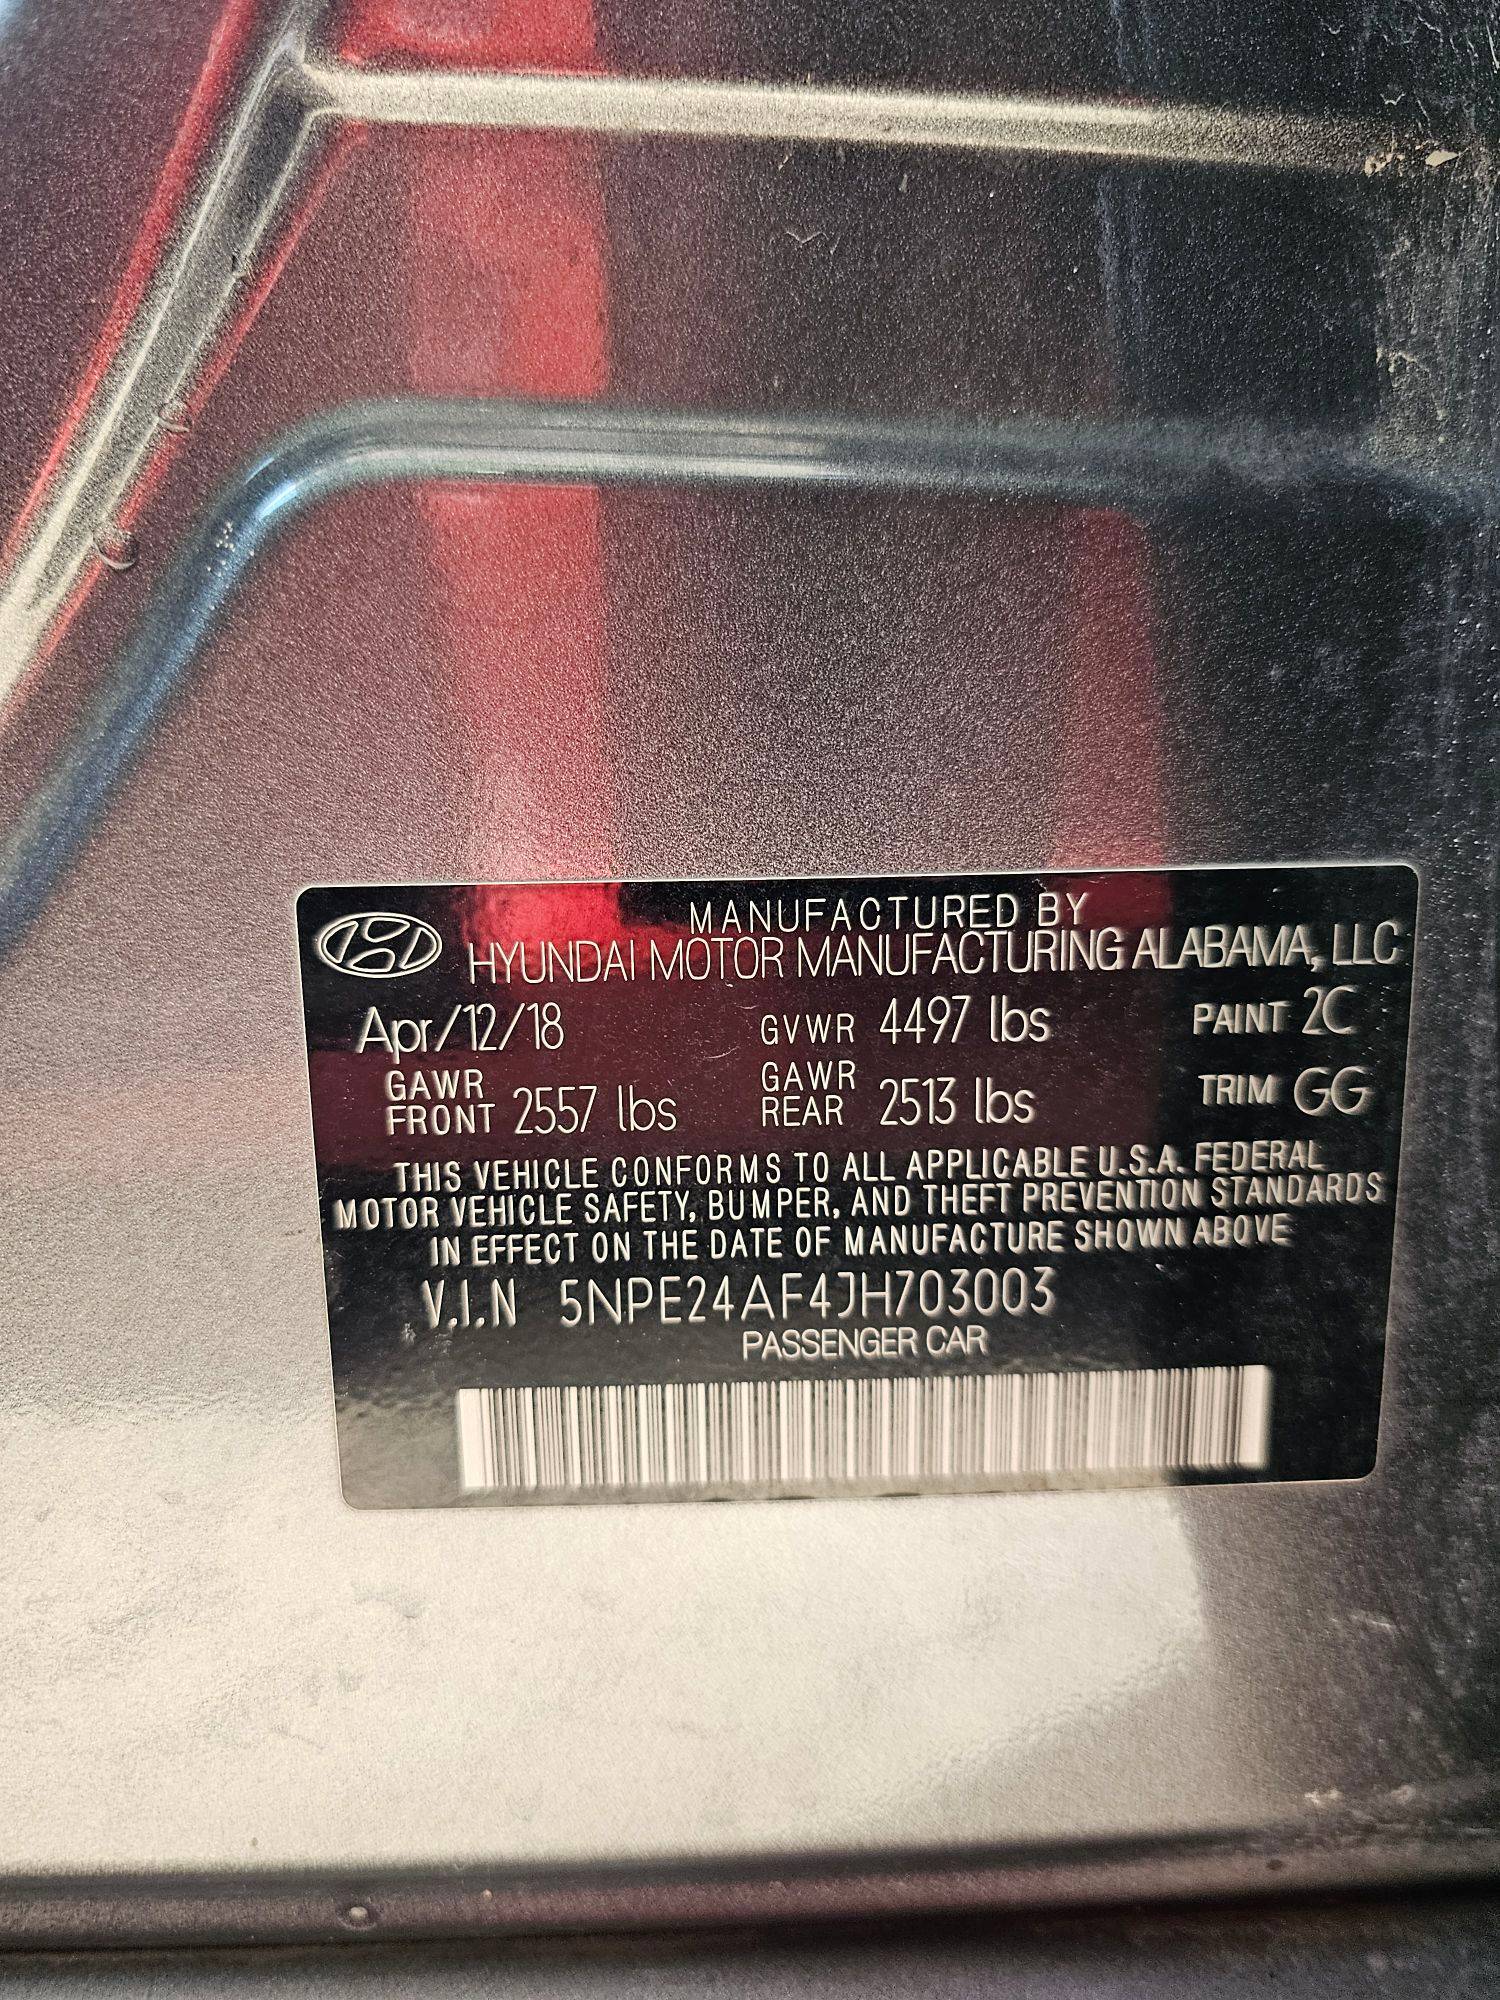 MANUFACTURED BY
HYUNDAI MOTOR MANUFACTURING ALABAMA, LLC
Apr/12/18 GVWR 4497 lbs PAINT 2C
GAWR FRONT 2557 lbs GAWR REAR 2513 lbs TRIM GG
THIS VEHICLE CONFORMS TO ALL APPLICABLE U.S.A. FEDERAL
MOTOR VEHICLE SAFETY, BUMPER, AND THEFT PREVENTION STANDARDS
IN EFFECT ON THE DATE OF MANUFACTURE SHOWN ABOVE
V.I.N 5NPE24AF4JH703003
PASSENGER CAR